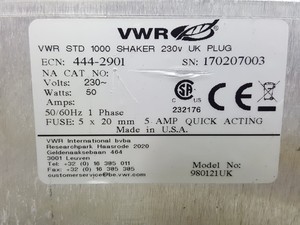 VWR
VWR STD 1000 SHAKER 230v UK PLUG
ECN: 444-2901 SN: 170207003
NA CAT NO:
Volts: 230~
Watts: 50
Amps:
50/60Hz 1 Phase
232176
FUSE: 5 x 20 mm 5 AMP QUICK ACTING
Made in U.S.A.
VWR International bvba
Researchpark Haasrode 2020
Geldenaaksebaan 464
3001 Leuven
Tel: +32 (0) 16 385 011
Fax: +32 (0) 16 385 385
customerservice@be.vwr.com
Model No:
980121UK